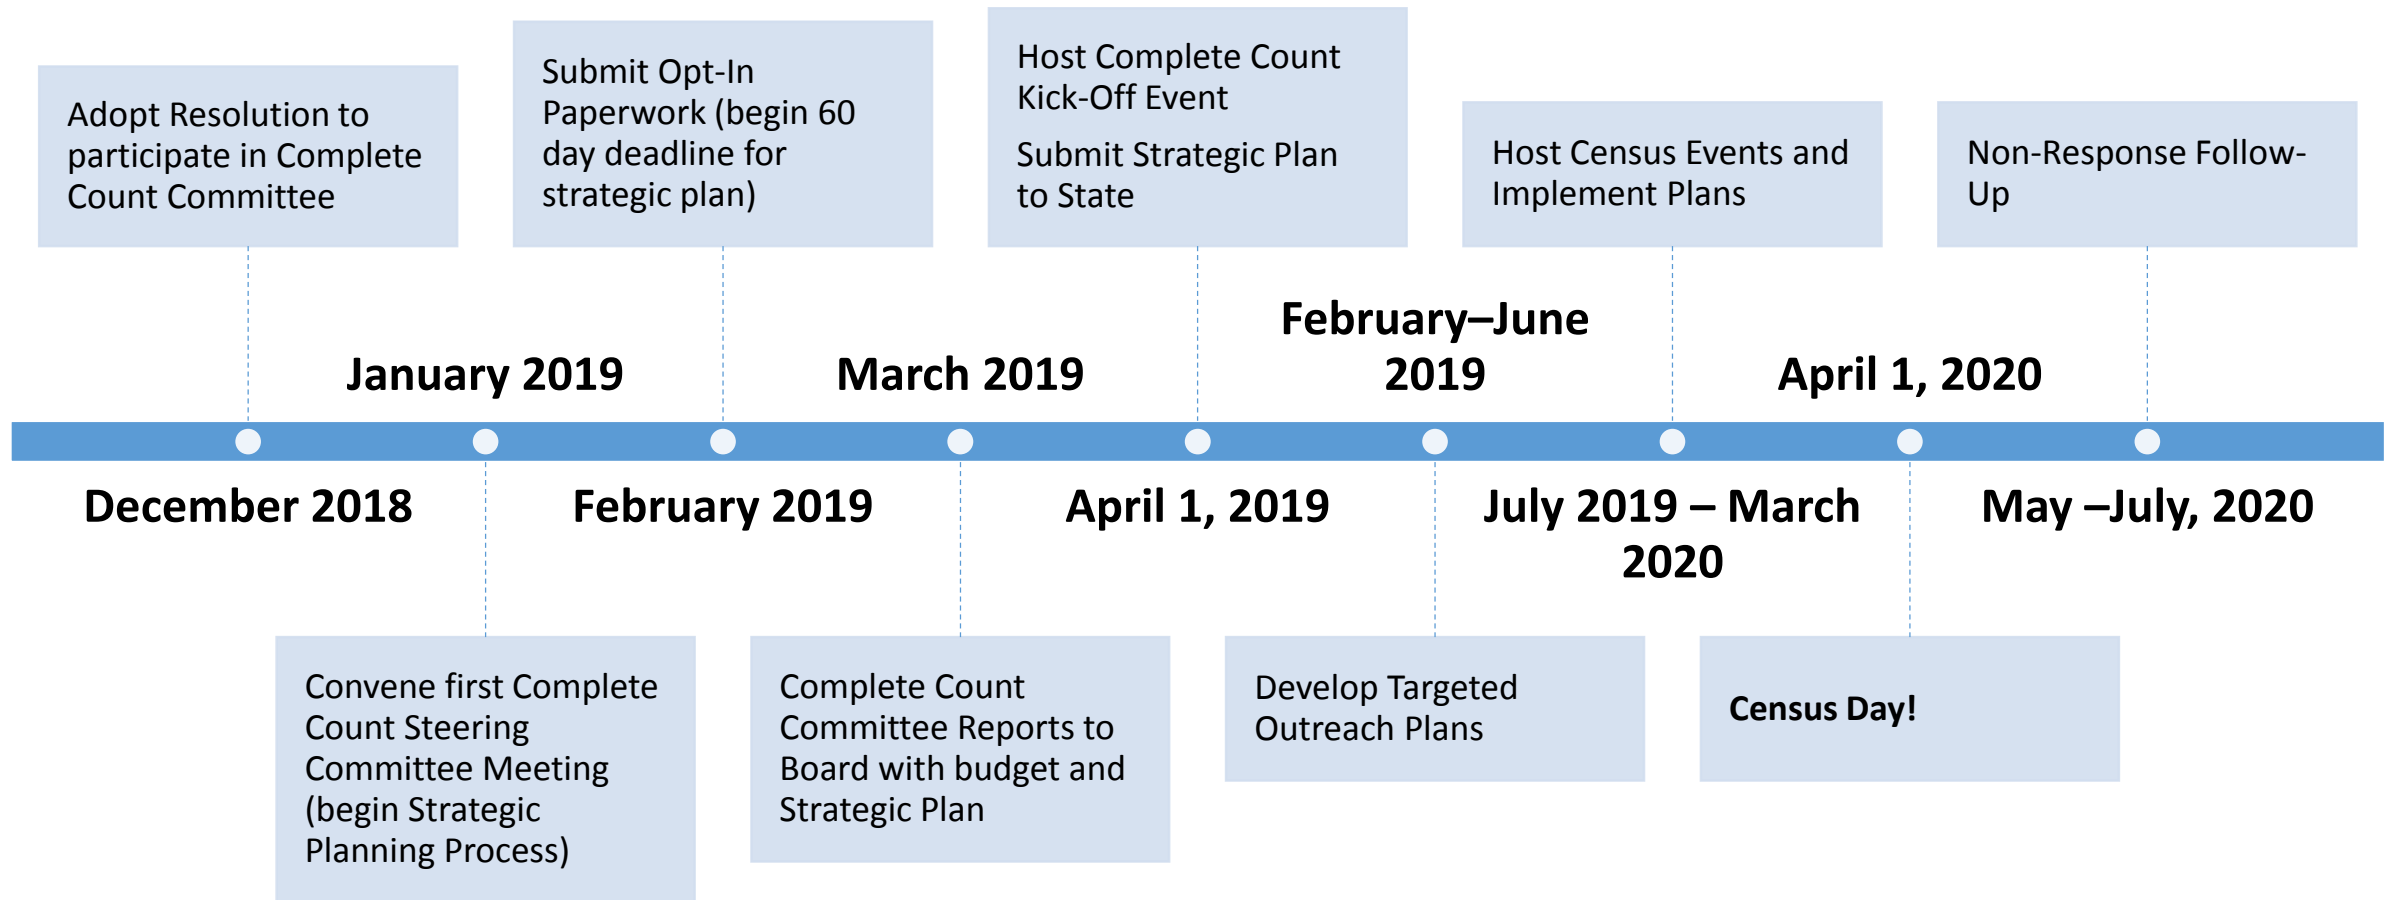 Adopt Resolution to
participate in Complete
Count Committee
Submit Opt-In
Paperwork (begin 60
day deadline for
strategic plan)
Host Complete Count
Kick-Off Event
Submit Strategic Plan
to State
Host Census Events and
Implement Plans
Non-Response Follow-
Up
January 2019
March 2019
February–June
2019
April 1, 2020
December 2018
February 2019
April 1, 2019
July 2019 – March
2020
May –July, 2020
Convene first Complete
Count Steering
Committee Meeting
(begin Strategic
Planning Process)
Complete Count
Committee Reports to
Board with budget and
Strategic Plan
Develop Targeted
Outreach Plans
Census Day!